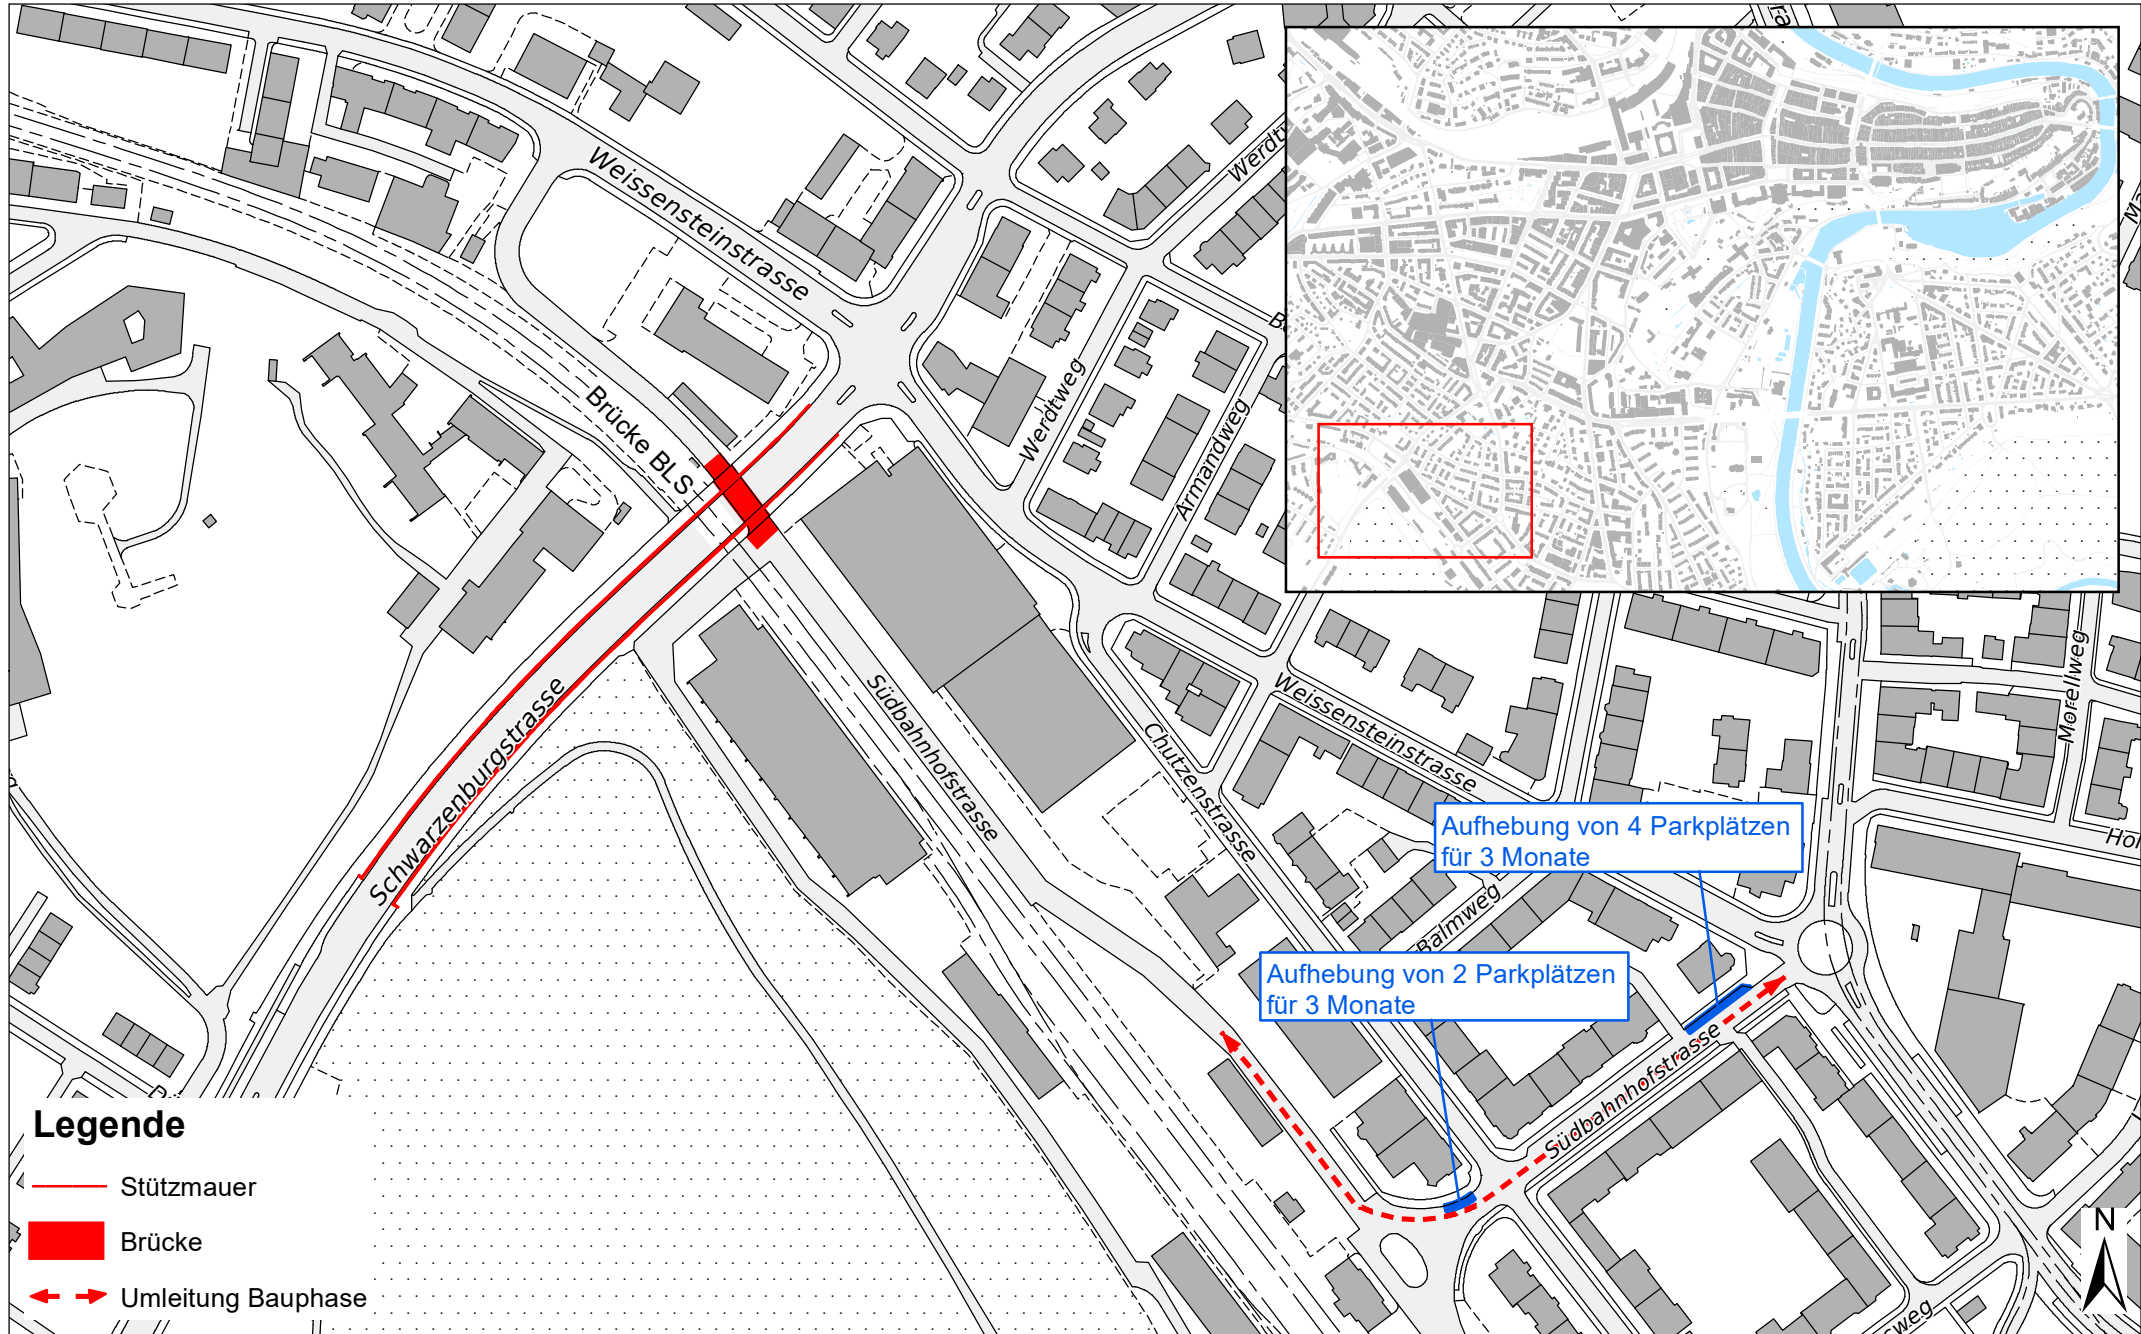 Weissensteinstrasse
Werdtweg
Armandweg
Brücke BLS
Schwarzenburgstrasse
Südbahnhofstrasse
Chutzenstrasse
Weissensteinstrasse
Morellweg
Aufhebung von 4 Parkplätzen
für 3 Monate
Balmweg
Aufhebung von 2 Parkplätzen
für 3 Monate
Südbahnhofstrasse
Legende
Stützmauer
Brücke
Umleitung Bauphase
N